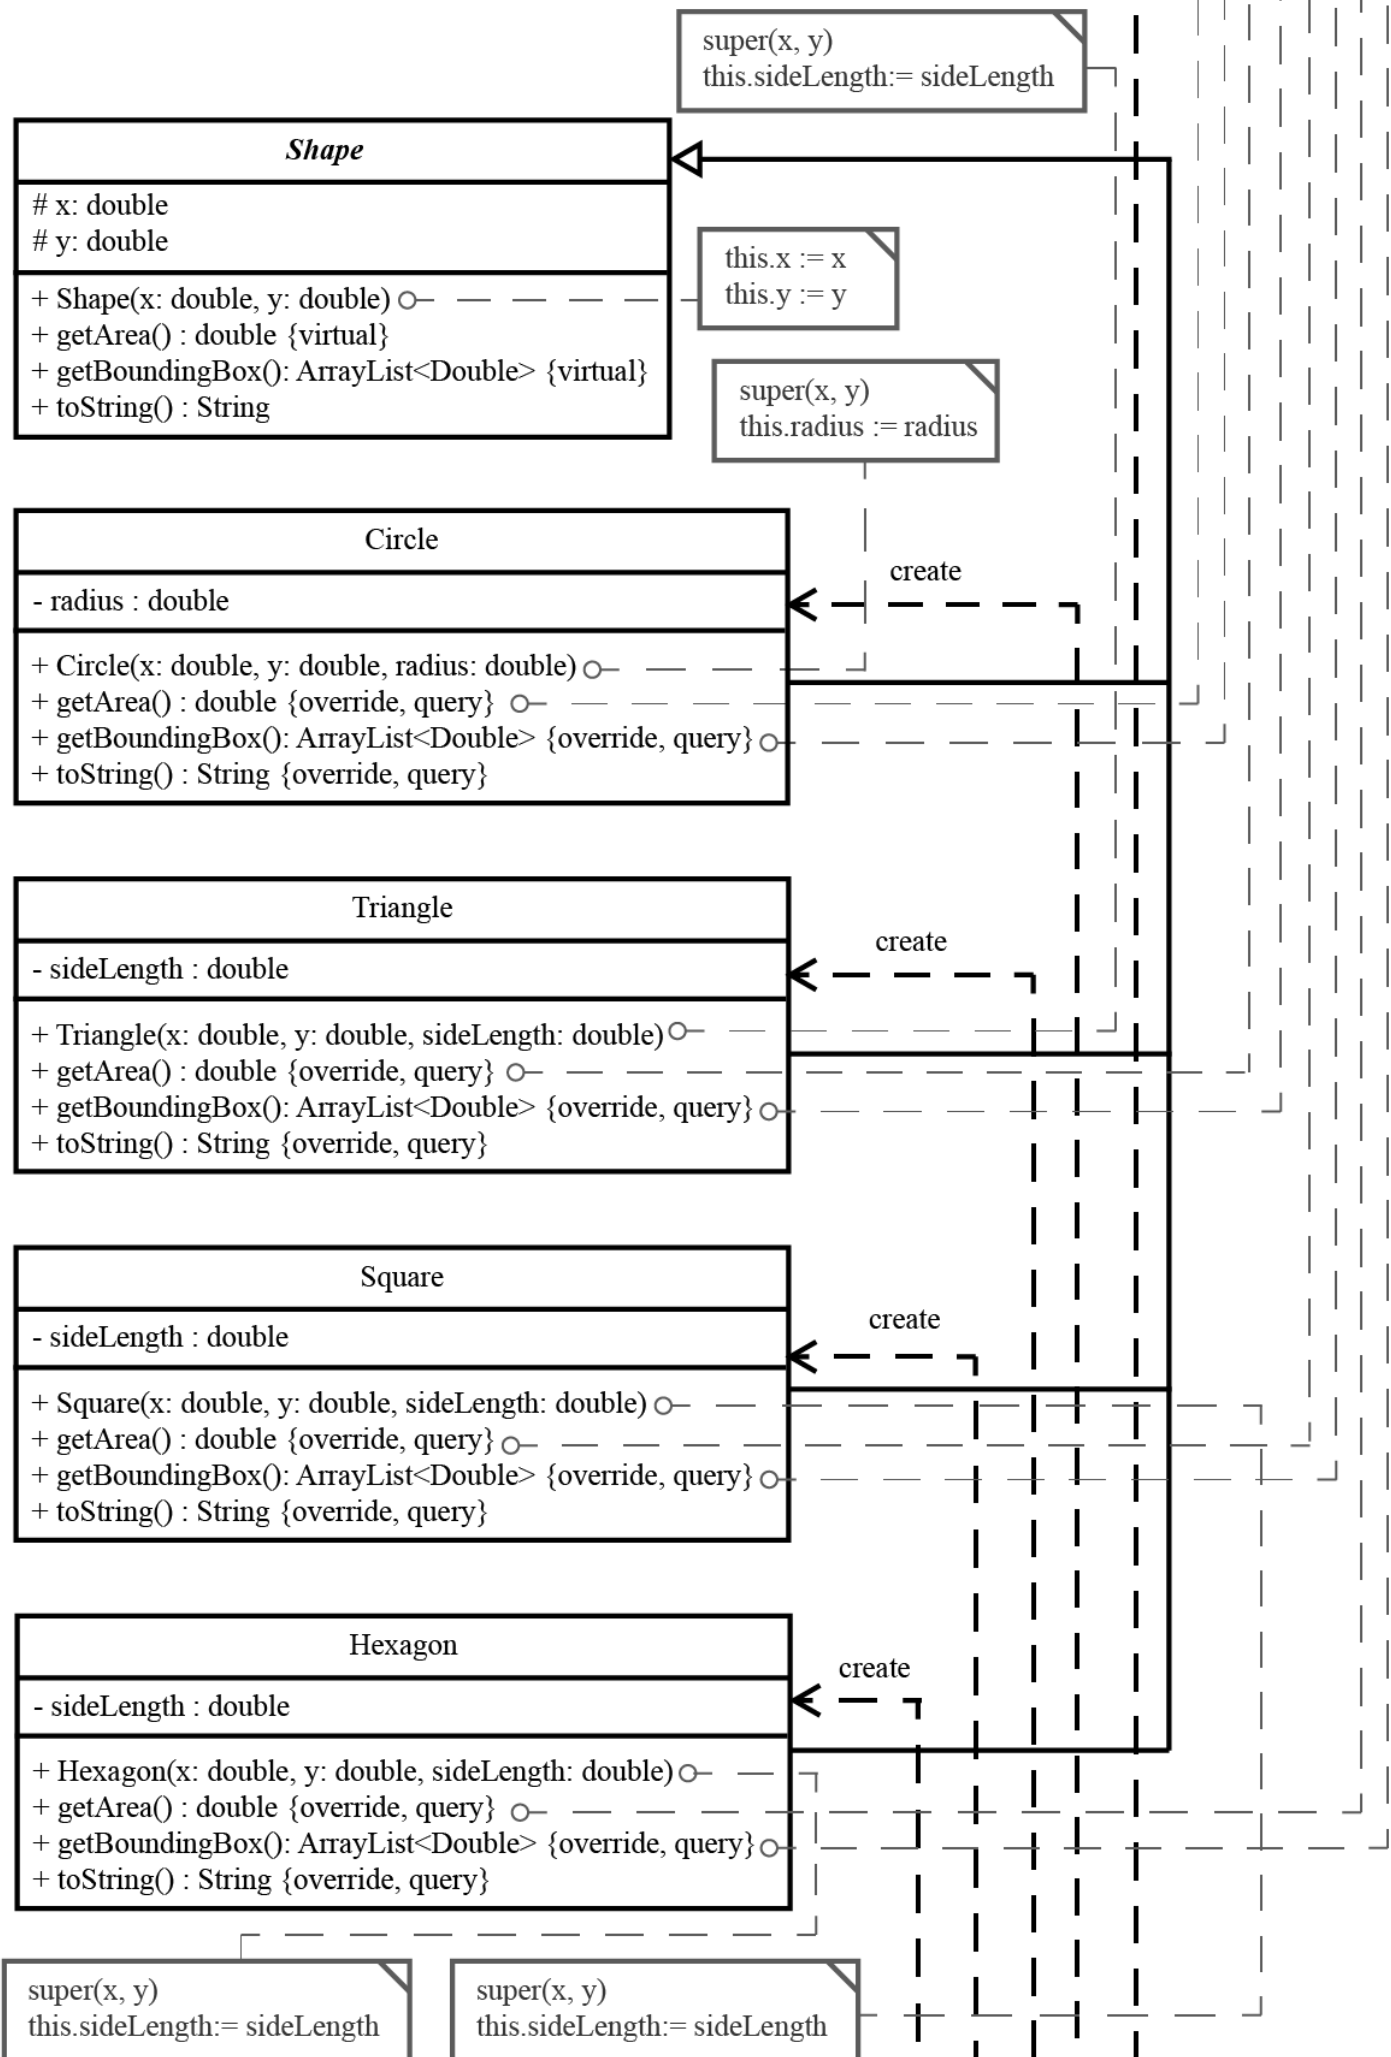 super(x, y)
this.sideLength:= sideLength
Shape
# x: double
# y: double
+ Shape(x: double, y: double)
+ getArea() : double {virtual}
+ getBoundingBox(): ArrayList<Double> {virtual}
+ toString() : String
this.x := x
this.y := y
super(x, y)
this.radius := radius
Circle
- radius : double
+ Circle(x: double, y: double, radius: double)
+ getArea() : double {override, query}
+ getBoundingBox(): ArrayList<Double> {override, query}
+ toString() : String {override, query}
create
Triangle
- sideLength : double
+ Triangle(x: double, y: double, sideLength: double)
+ getArea() : double {override, query}
+ getBoundingBox(): ArrayList<Double> {override, query}
+ toString() : String {override, query}
create
Square
- sideLength : double
+ Square(x: double, y: double, sideLength: double)
+ getArea() : double {override, query}
+ getBoundingBox(): ArrayList<Double> {override, query}
+ toString() : String {override, query}
create
Hexagon
- sideLength : double
+ Hexagon(x: double, y: double, sideLength: double)
+ getArea() : double {override, query}
+ getBoundingBox(): ArrayList<Double> {override, query}
+ toString() : String {override, query}
create
super(x, y)
this.sideLength:= sideLength
super(x, y)
this.sideLength:= sideLength